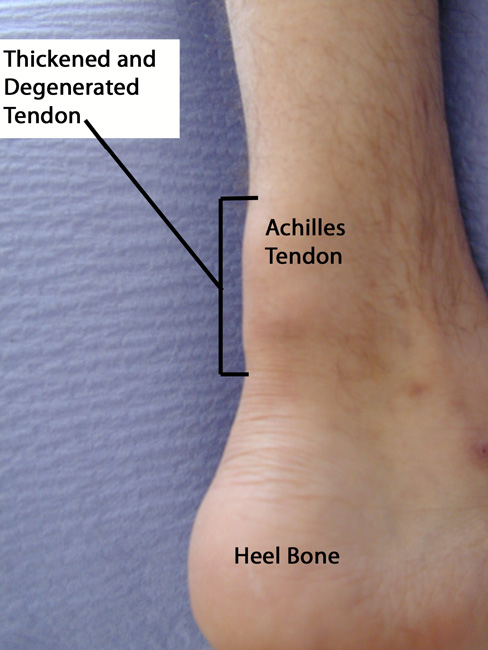 Thickened and
Degenerated
Tendon
Achilles
Tendon
Heel Bone